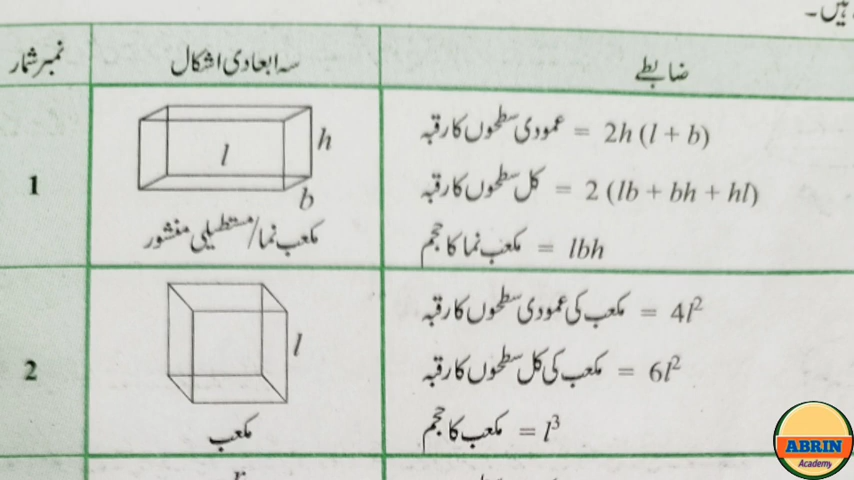 ہیں۔
نمبر شمار
سہ ابعادی اشکال
ضابطے
1
l
h
b
مکعب نما/مستطیلی منشور
عمودی سطحوں کا رقبہ = 2h (l + b)
کل سطحوں کا رقبہ = 2 (lb + bh + hl)
مکعب نما کا حجم = lbh
2
l
مکعب
مکعب کی عمودی سطحوں کا رقبہ = 4l²
مکعب کی کل سطحوں کا رقبہ = 6l²
مکعب کا حجم = l³
r
ABRIN
Academy